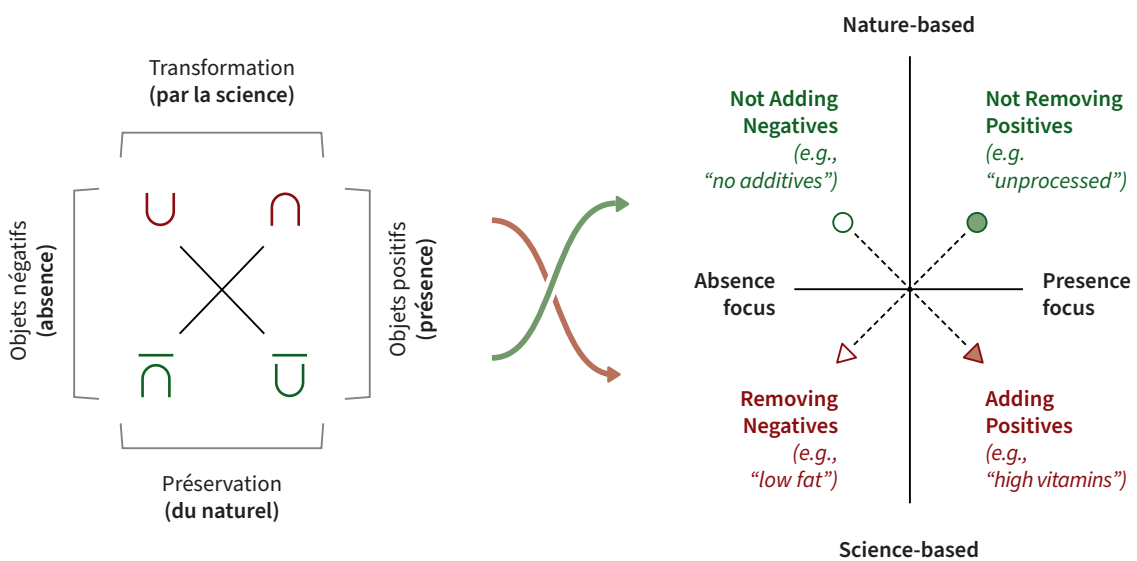 Transformation
(par la science)
Objets négatifs
(absence)
∪ ∩
Objets positifs
(présence)
∩̅ ∪̅
Préservation
(du naturel)
Nature-based
Not Adding
Negatives
(e.g.,
“no additives”)
Not Removing
Positives
(e.g.
“unprocessed”)
Absence
focus
Presence
focus
Removing
Negatives
(e.g.,
“low fat”)
Adding
Positives
(e.g.,
“high vitamins”)
Science-based